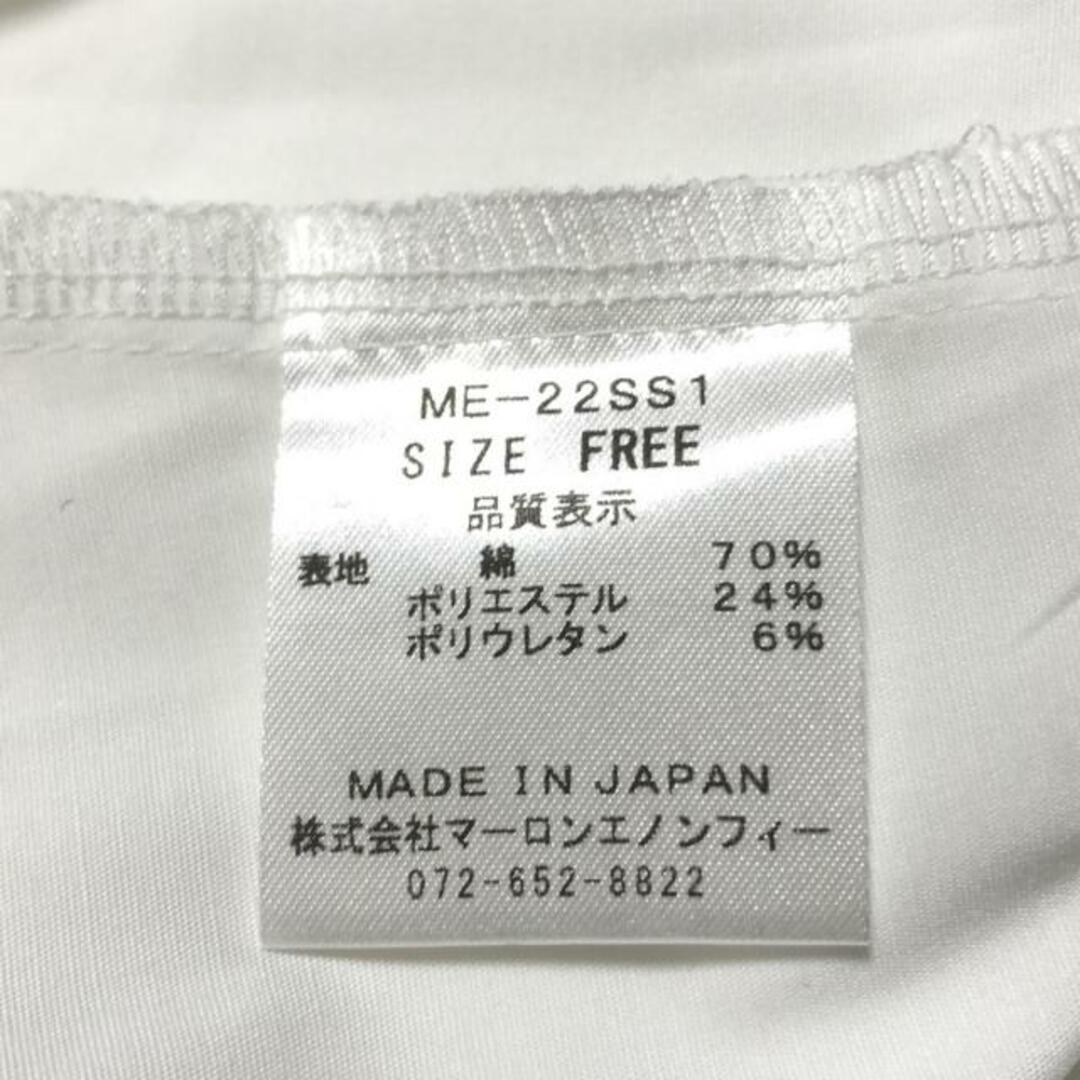 ME-22SS1
SIZE FREE
品質表示
表地 綿 70%
ポリエステル 24%
ポリウレタン 6%
MADE IN JAPAN
株式会社マーロンエノンフィー
072-652-8822